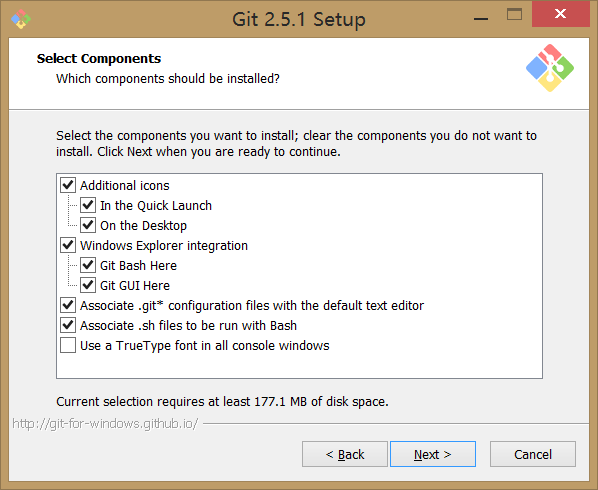 Git 2.5.1 Setup
Select Components
Which components should be installed?
Select the components you want to install; clear the components you do not want to
install. Click Next when you are ready to continue.
Additional icons
In the Quick Launch
On the Desktop
Windows Explorer integration
Git Bash Here
Git GUI Here
Associate .git* configuration files with the default text editor
Associate .sh files to be run with Bash
Use a TrueType font in all console windows
Current selection requires at least 177.1 MB of disk space.
http://git-for-windows.github.io/
< Back
Next >
Cancel